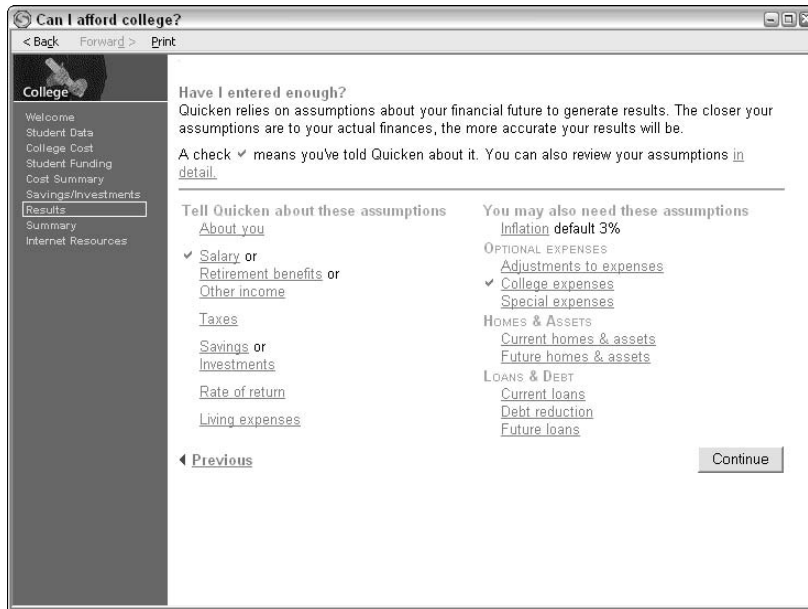 Can I afford college?
< Back Forward > Print
College
Welcome
Student Data
College Cost
Student Funding
Cost Summary
Savings/Investments
Results
Summary
Internet Resources
Have I entered enough?
Quicken relies on assumptions about your financial future to generate results. The closer your
assumptions are to your actual finances, the more accurate your results will be.
A check ✓ means you've told Quicken about it. You can also review your assumptions in
detail.
Tell Quicken about these assumptions
About you
✓ Salary or
Retirement benefits or
Other income
Taxes
Savings or
Investments
Rate of return
Living expenses
You may also need these assumptions
Inflation default 3%
OPTIONAL EXPENSES
Adjustments to expenses
✓ College expenses
Special expenses
HOMES & ASSETS
Current homes & assets
Future homes & assets
LOANS & DEBT
Current loans
Debt reduction
Future loans
Previous
Continue